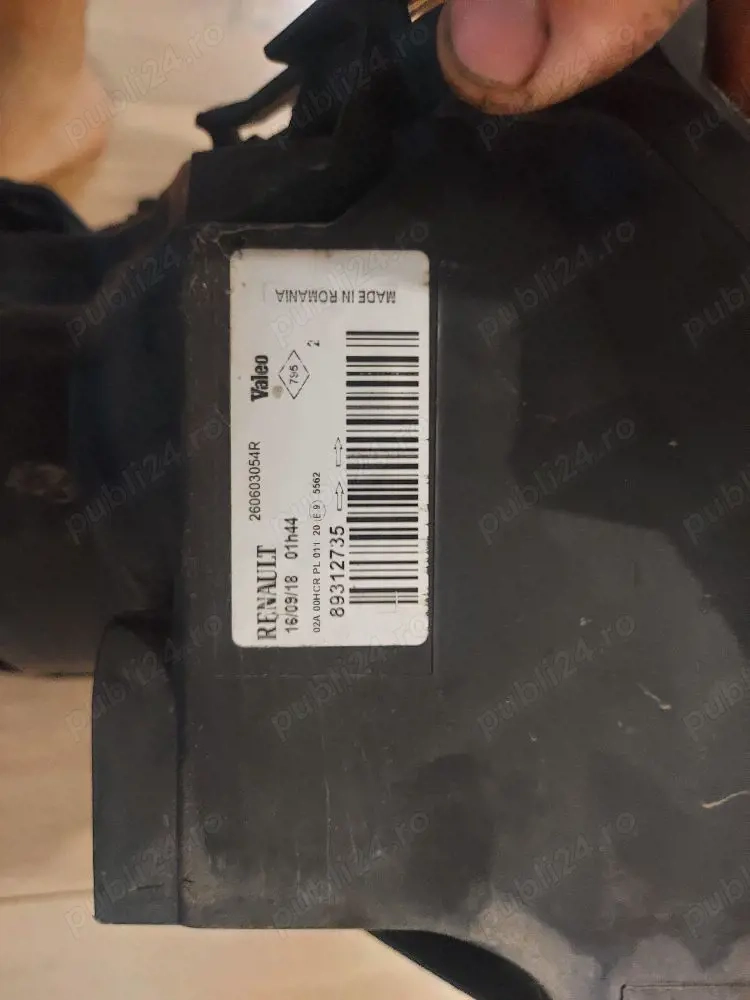 RENAULT 260603054R Valeo
16/09/18 01h44 795
02A 00HCR PL 011 20 E 9 5562 2
89312735
MADE IN ROMANIA
publi24.ro